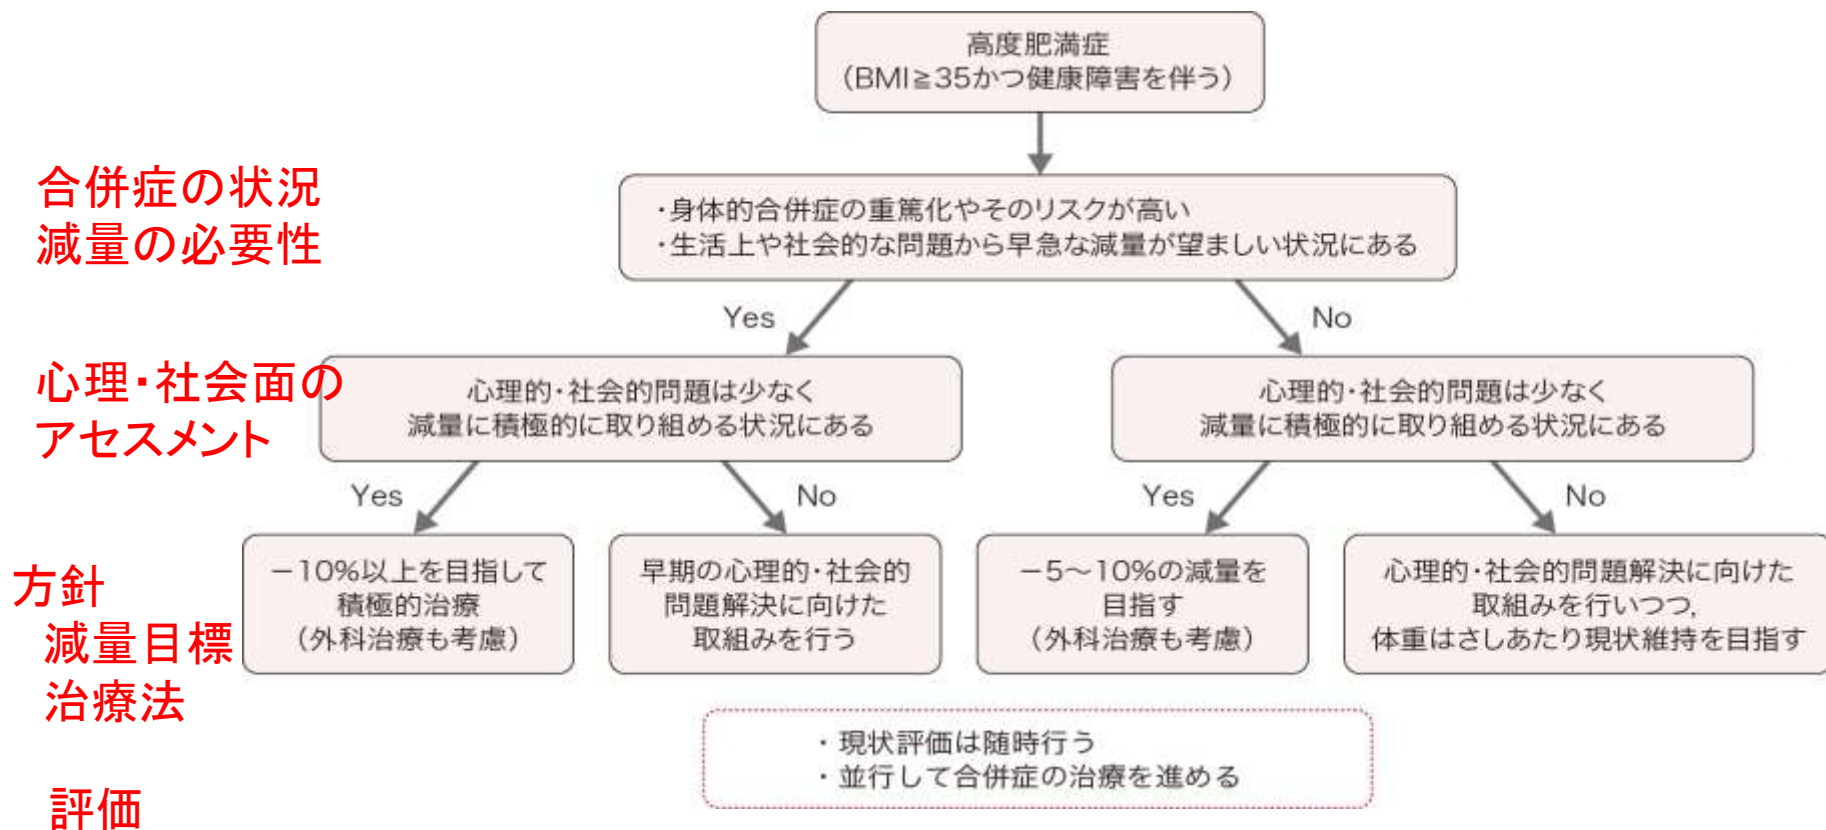 高度肥満症
（BMI≧35かつ健康障害を伴う）
合併症の状況
減量の必要性
・身体的合併症の重篤化やそのリスクが高い
・生活上や社会的な問題から早急な減量が望ましい状況にある
Yes
No
心理・社会面の
アセスメント
心理的・社会的問題は少なく
減量に積極的に取り組める状況にある
心理的・社会的問題は少なく
減量に積極的に取り組める状況にある
Yes
No
Yes
No
方針
減量目標
治療法
－10%以上を目指して
積極的治療
（外科治療も考慮）
早期の心理的・社会的
問題解決に向けた
取組みを行う
－5～10%の減量を
目指す
（外科治療も考慮）
心理的・社会的問題解決に向けた
取組みを行いつつ，
体重はさしあたり現状維持を目指す
評価
・現状評価は随時行う
・並行して合併症の治療を進める